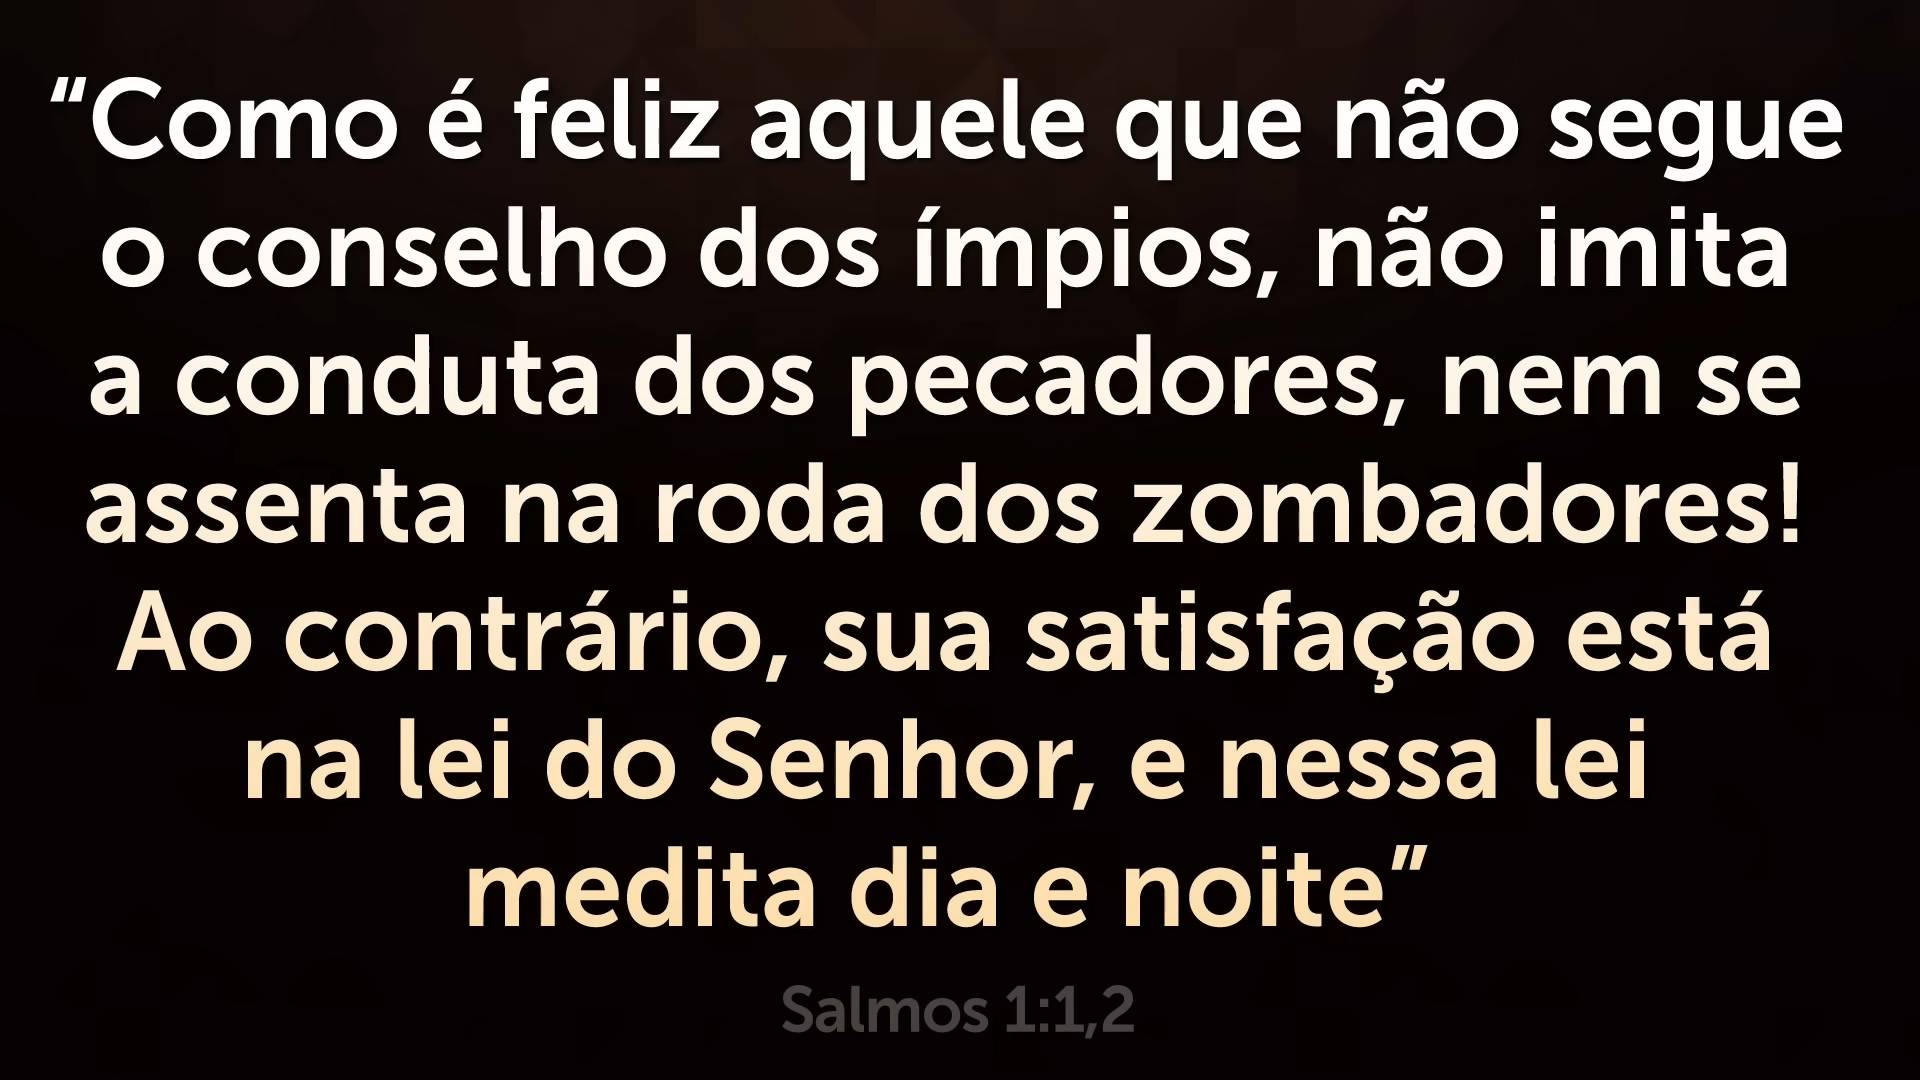 “Como é feliz aquele que não segue
o conselho dos ímpios, não imita
a conduta dos pecadores, nem se
assenta na roda dos zombadores!
Ao contrário, sua satisfação está
na lei do Senhor, e nessa lei
medita dia e noite”
Salmos 1:1,2